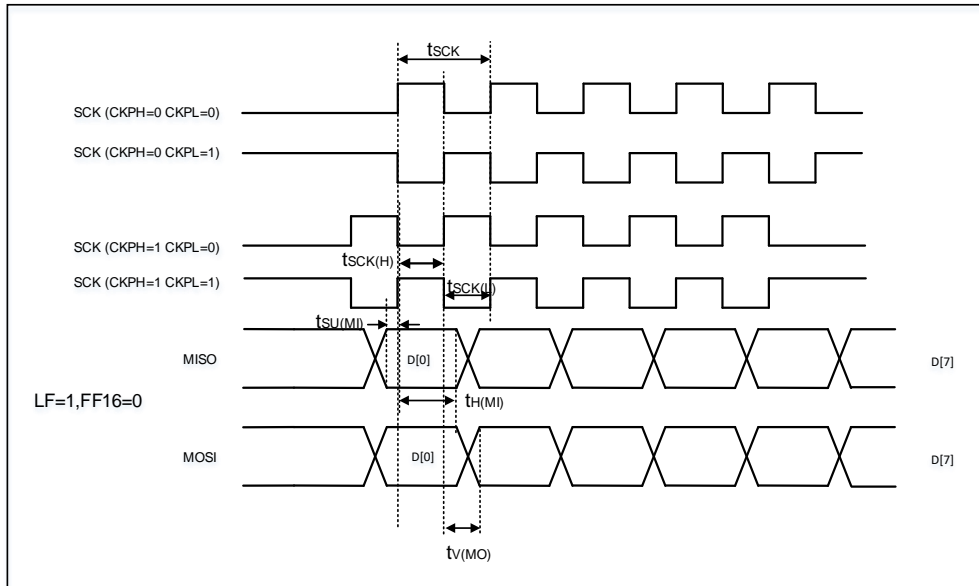 tSCK
SCK (CKPH=0 CKPL=0)
SCK (CKPH=0 CKPL=1)
SCK (CKPH=1 CKPL=0)
tSCK(H)
SCK (CKPH=1 CKPL=1)
tSCK(L)
tSU(MI)
MISO
D[0]
D[7]
LF=1,FF16=0
tH(MI)
MOSI
D[0]
D[7]
tV(MO)